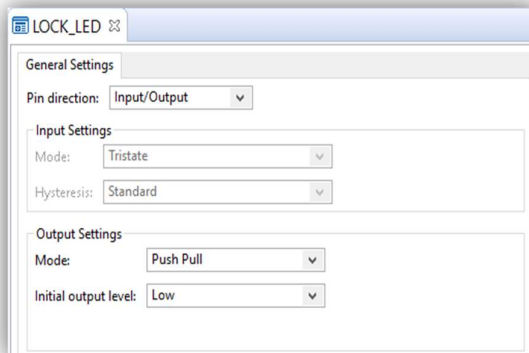 LOCK_LED
General Settings
Pin direction: Input/Output
Input Settings
Mode: Tristate
Hysteresis: Standard
Output Settings
Mode: Push Pull
Initial output level: Low